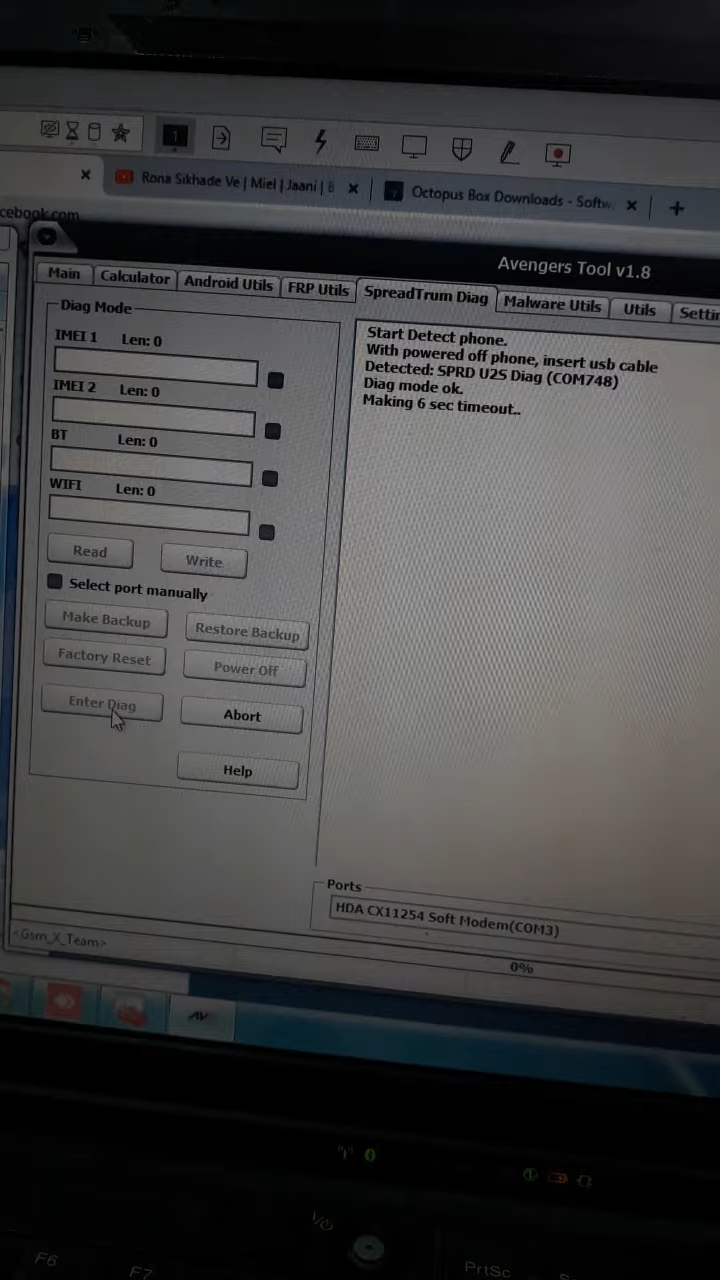 1
Rona Sikhade Ve | Miel | Jaani |
Octopus Box Downloads - Softw
cebook.com
Avengers Tool v1.8
Main
Calculator
Android Utils
FRP Utils
SpreadTrum Diag
Malware Utils
Utils
Settin
Diag Mode
IMEI 1 Len: 0
IMEI 2 Len: 0
BT Len: 0
WIFI Len: 0
Read
Write
Select port manually
Make Backup
Restore Backup
Factory Reset
Power Off
Enter Diag
Abort
Help
Start Detect phone.
With powered off phone, insert usb cable
Detected: SPRD U2S Diag (COM748)
Diag mode ok.
Making 6 sec timeout..
Ports
HDA CX11254 Soft Modem(COM3)
<Gsm_X_Team>
0%
AV
F6
F7
PrtSc